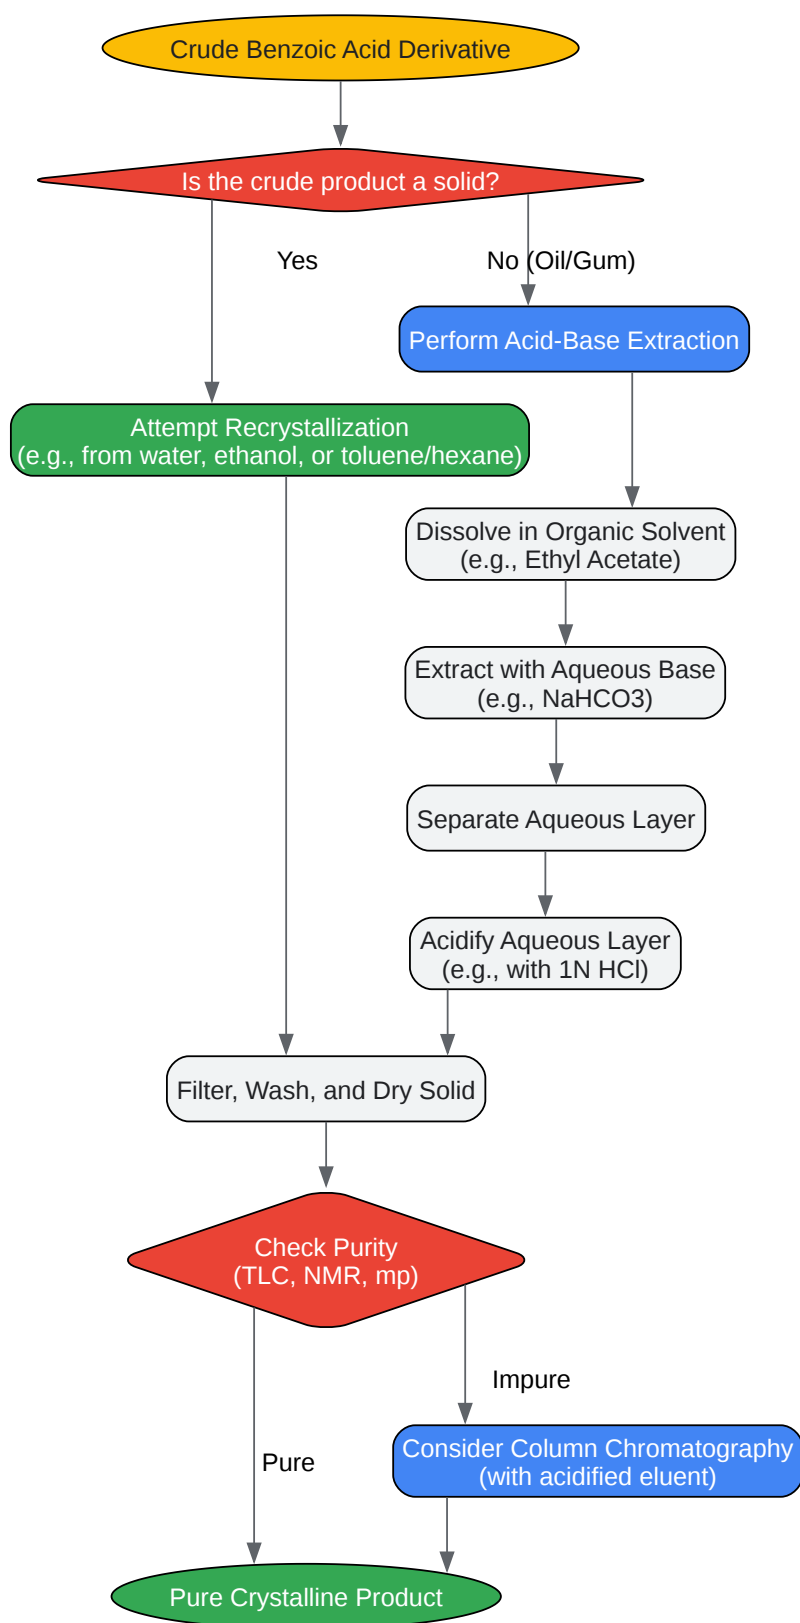 Crude Benzoic Acid Derivative
Is the crude product a solid?
Yes
No (Oil/Gum)
Perform Acid-Base Extraction
Attempt Recrystallization
(e.g., from water, ethanol, or toluene/hexane)
Dissolve in Organic Solvent
(e.g., Ethyl Acetate)
Extract with Aqueous Base
(e.g., NaHCO3)
Separate Aqueous Layer
Acidify Aqueous Layer
(e.g., with 1N HCl)
Filter, Wash, and Dry Solid
Check Purity
(TLC, NMR, mp)
Impure
Consider Column Chromatography
(with acidified eluent)
Pure
Pure Crystalline Product